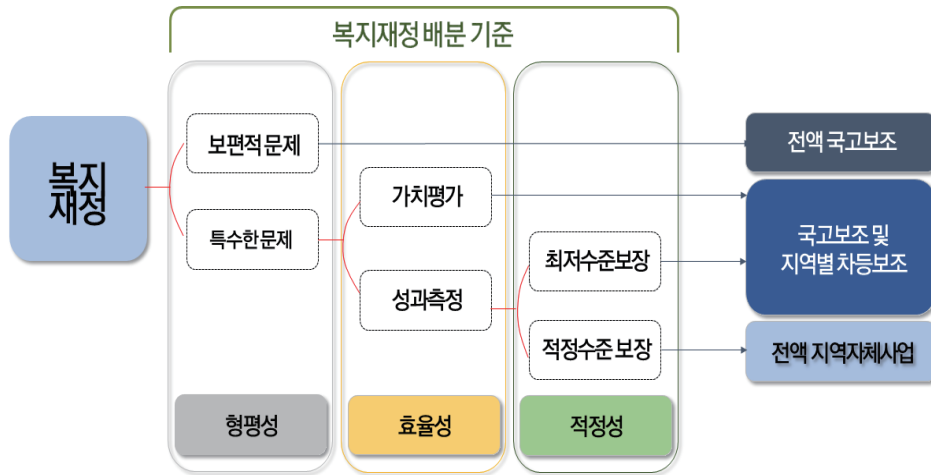 복지재정 배분 기준
복지
재정
보편적 문제
특수한 문제
가치평가
성과측정
최저수준보장
적정수준 보장
형평성
효율성
적정성
전액 국고보조
국고보조 및
지역별 차등보조
전액 지역자체사업